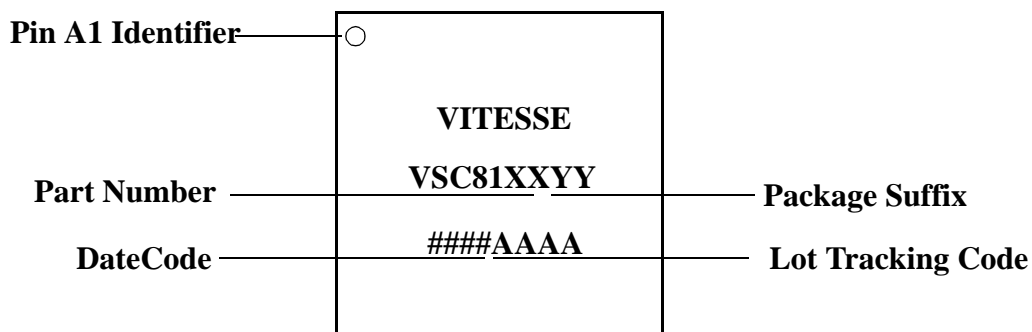 Pin A1 Identifier
VITESSE
VSC81XXYY
Part Number
Package Suffix
####AAAA
DateCode
Lot Tracking Code